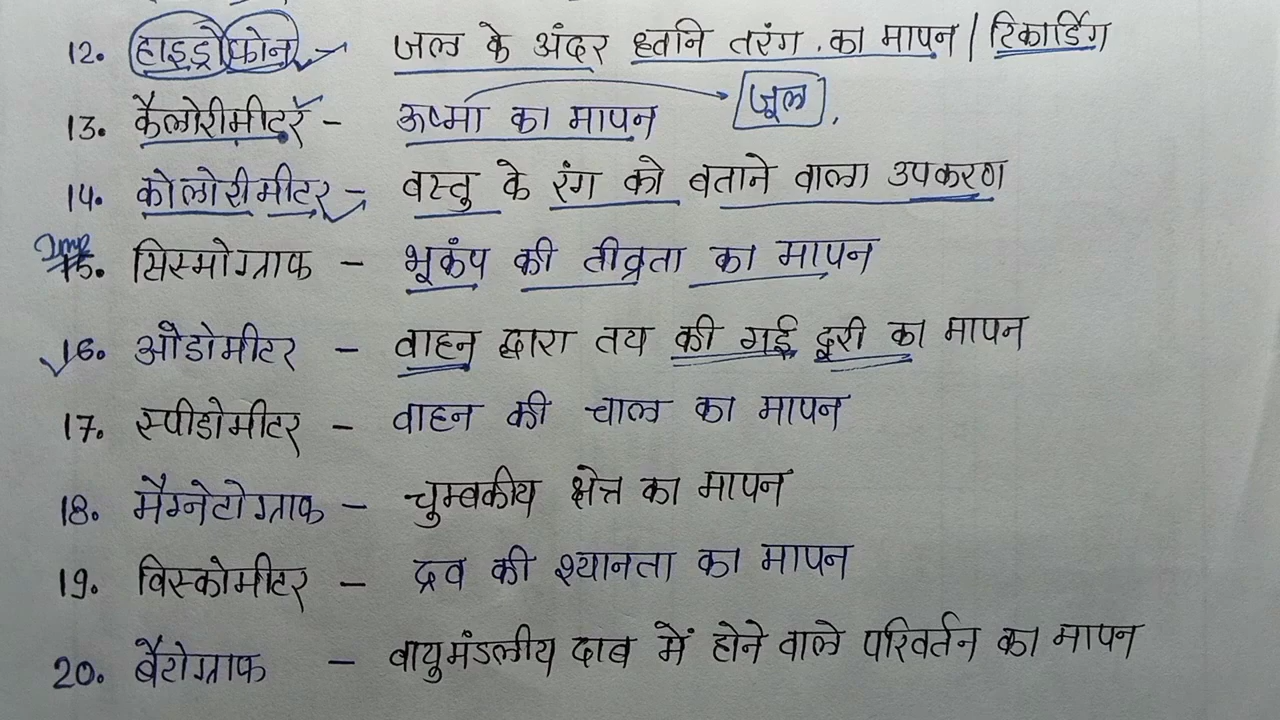 12. हाइड्रोफोन - जल के अंदर ध्वनि तरंग का मापन / रिकार्डिंग
13. कैलोरीमीटर - ऊष्मा का मापन जूल
14. कोलोरीमीटर - वस्तु के रंग को बताने वाला उपकरण
Imp 15. सिस्मोग्राफ - भूकंप की तीव्रता का मापन
16. ओडोमीटर - वाहन द्वारा तय की गई दूरी का मापन
17. स्पीडोमीटर - वाहन की चाल का मापन
18. मैग्नेटोग्राफ - चुम्बकीय क्षेत्र का मापन
19. विस्कोमीटर - द्रव की श्यानता का मापन
20. बैरोग्राफ - वायुमंडलीय दाब में होने वाले परिवर्तन का मापन